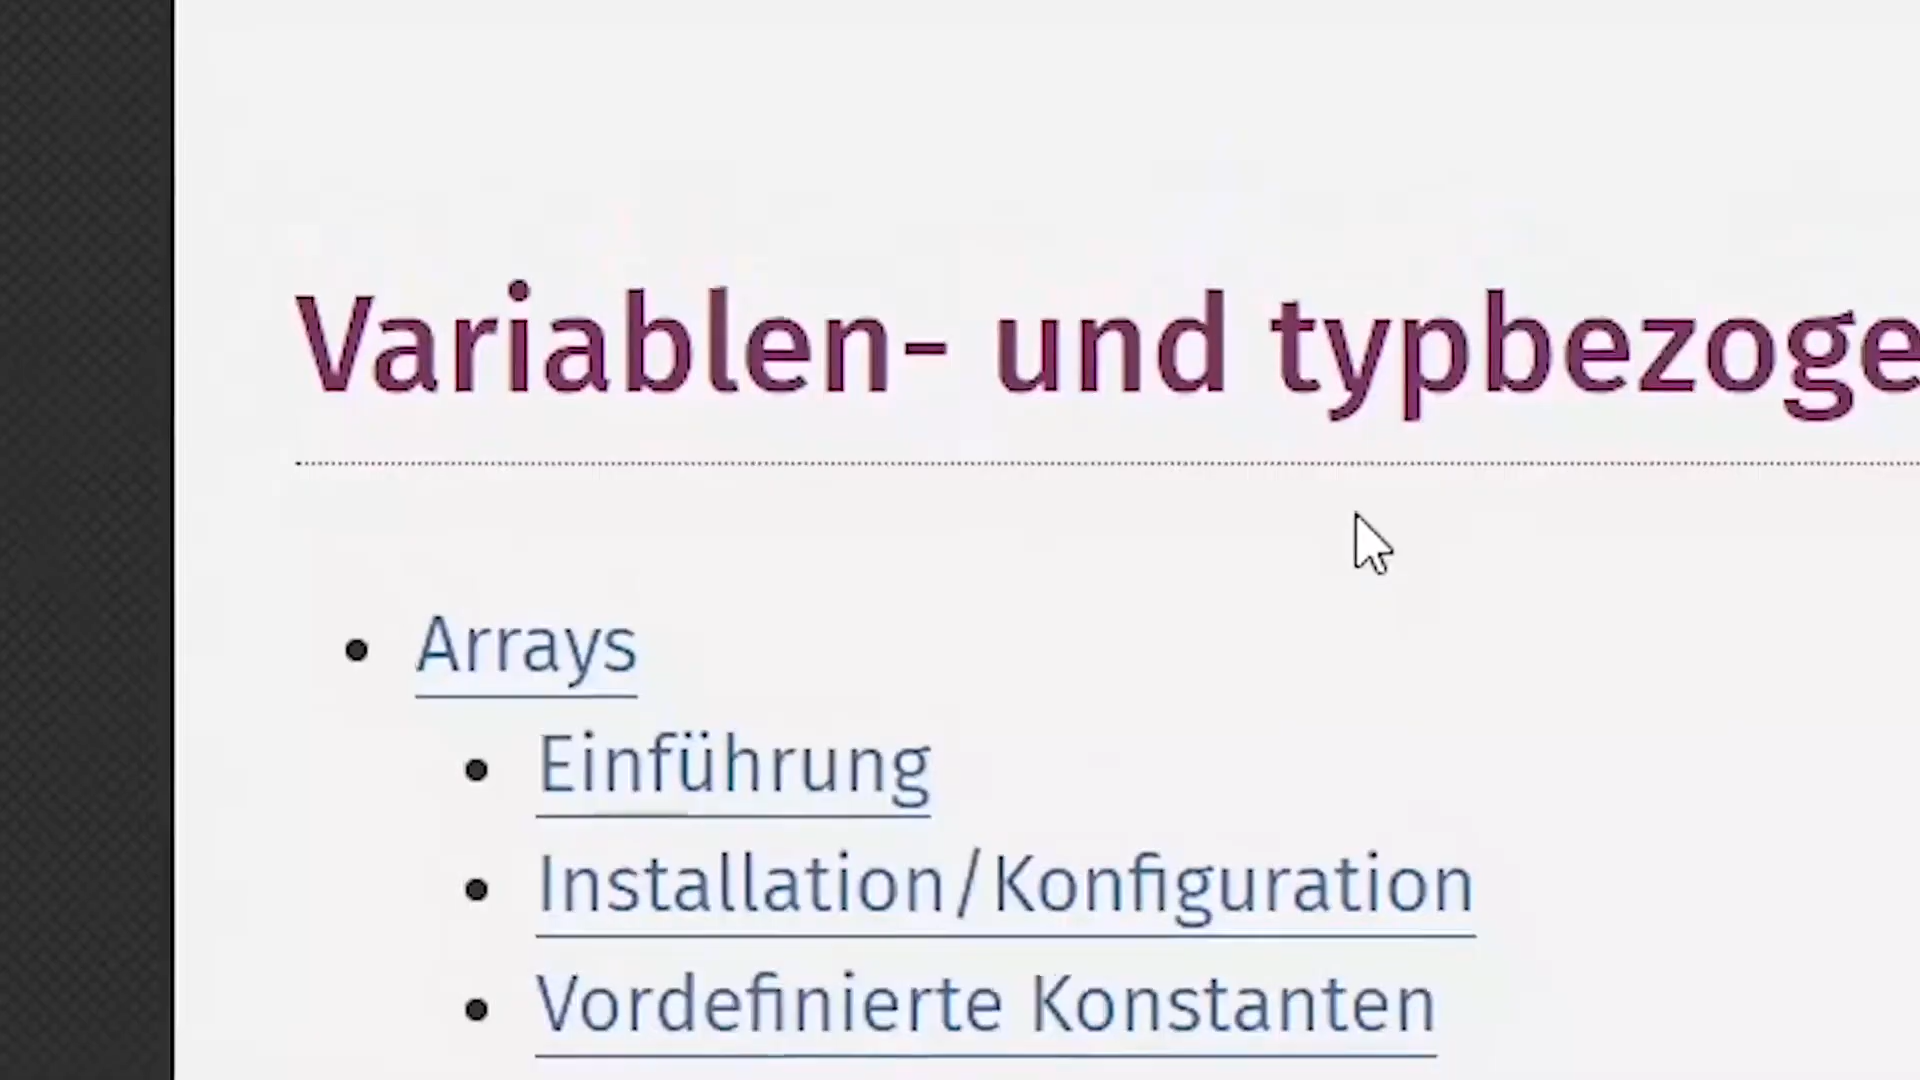 Variablen- und typbezoge
Arrays
Einführung
Installation/Konfiguration
Vordefinierte Konstanten